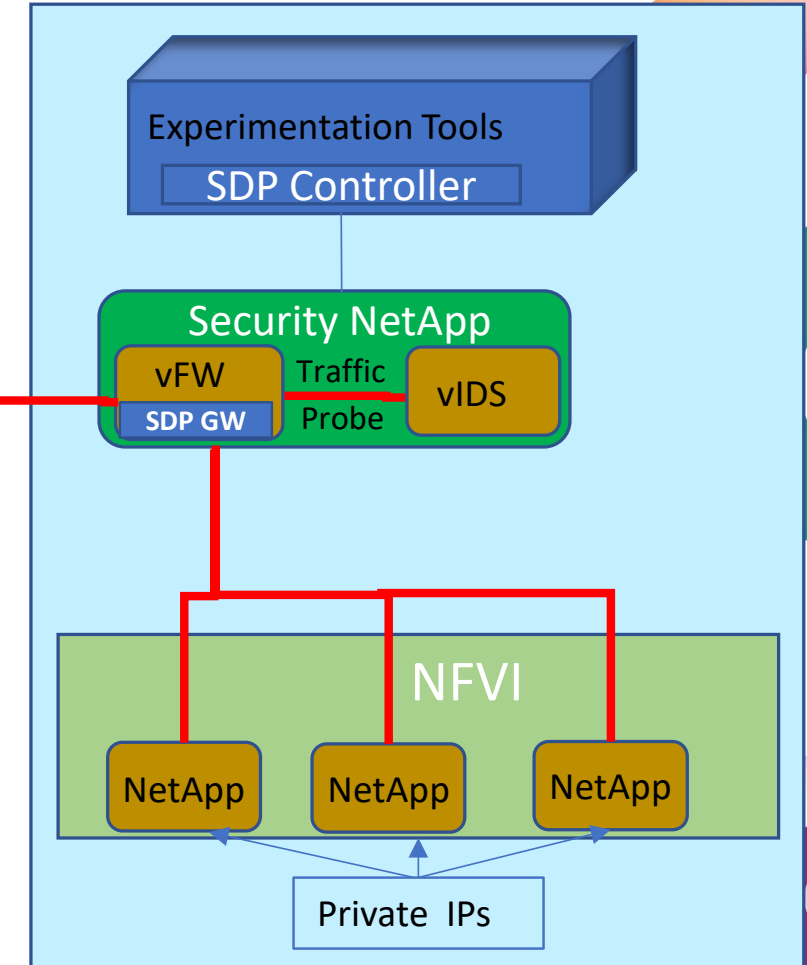 Experimentation Tools
SDP Controller
Security NetApp
vFW
Traffic
vIDS
SDP GW
Probe
NFVI
NetApp
NetApp
NetApp
Private IPs